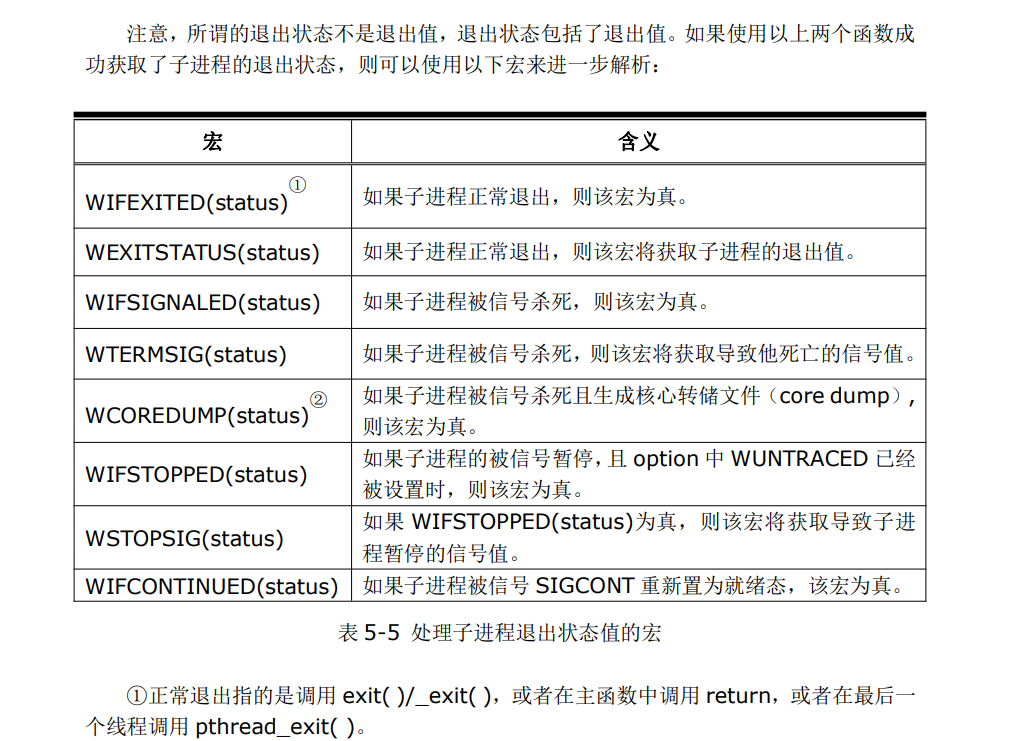 注意，所谓的退出状态不是退出值，退出状态包括了退出值。如果使用以上两个函数成
功获取了子进程的退出状态，则可以使用以下宏来进一步解析：
宏 含义
WIFEXITED(status)① 如果子进程正常退出，则该宏为真。
WEXITSTATUS(status) 如果子进程正常退出，则该宏将获取子进程的退出值。
WIFSIGNALED(status) 如果子进程被信号杀死，则该宏为真。
WTERMSIG(status) 如果子进程被信号杀死，则该宏将获取导致他死亡的信号值。
WCOREDUMP(status)② 如果子进程被信号杀死且生成核心转储文件（core dump），
则该宏为真。
WIFSTOPPED(status) 如果子进程的被信号暂停，且 option 中 WUNTRACED 已经
被设置时，则该宏为真。
WSTOPSIG(status) 如果 WIFSTOPPED(status)为真，则该宏将获取导致子进
程暂停的信号值。
WIFCONTINUED(status) 如果子进程被信号 SIGCONT 重新置为就绪态，该宏为真。
表 5-5 处理子进程退出状态值的宏
①正常退出指的是调用 exit( )/_exit( )，或者在主函数中调用 return，或者在最后一
个线程调用 pthread_exit( )。